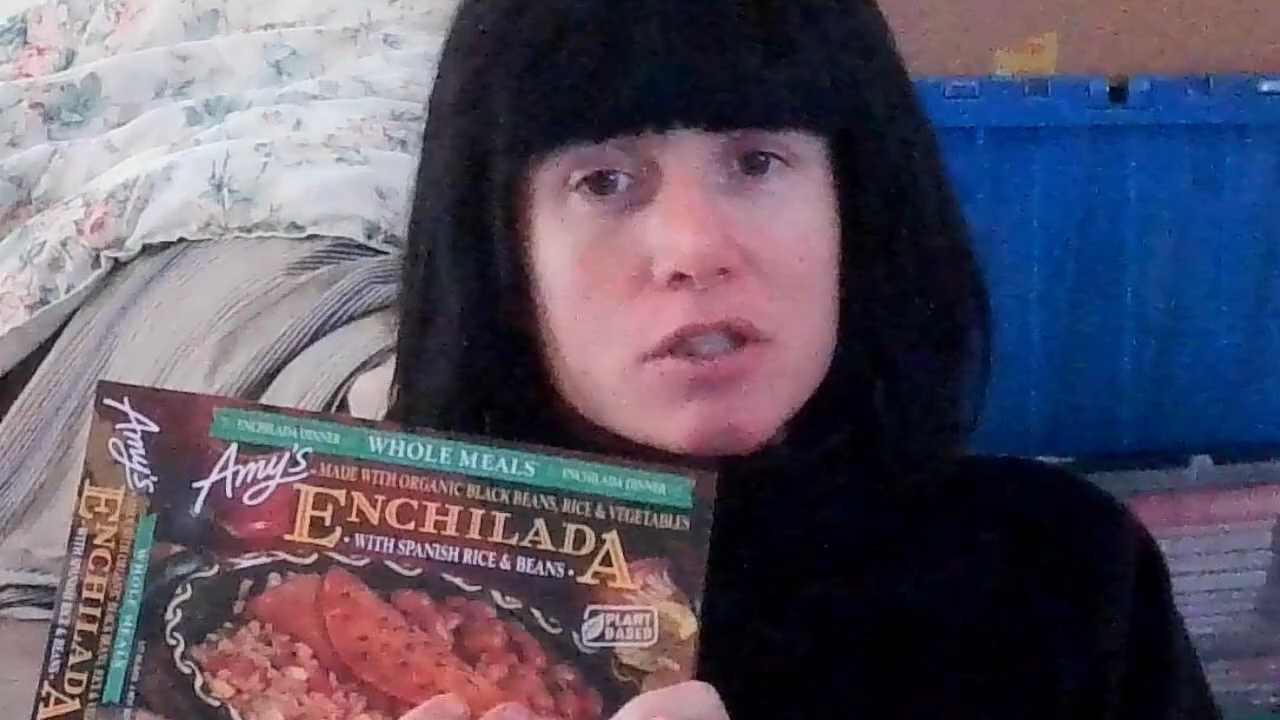 ENCHILADA DINNER WHOLE MEALS ENCHILADA DINNER
Amy's
MADE WITH ORGANIC BLACK BEANS, RICE & VEGETABLES
ENCHILADA
• WITH SPANISH RICE & BEANS •
PLANT
BASED
Amy's
ENCHILADA
WHOLE MEALS